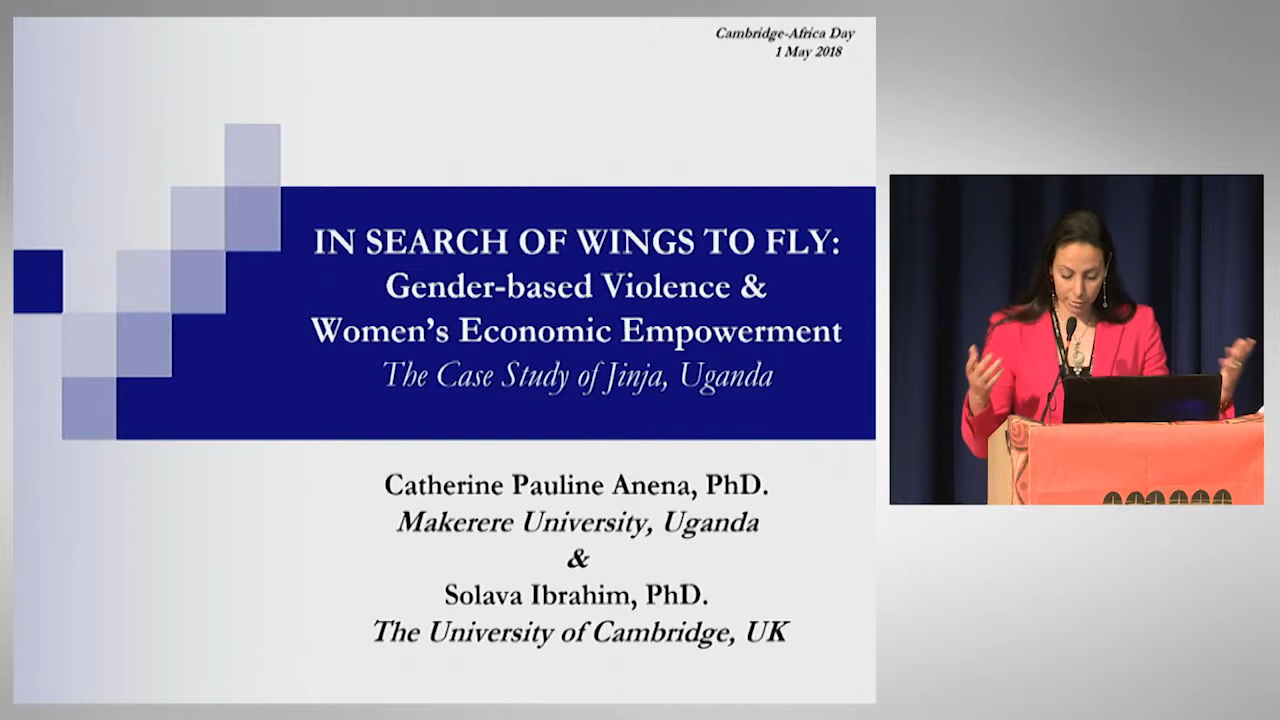 Cambridge-Africa Day
1 May 2018
IN SEARCH OF WINGS TO FLY:
Gender-based Violence &
Women's Economic Empowerment
The Case Study of Jinja, Uganda
Catherine Pauline Anena, PhD.
Makerere University, Uganda
&
Solava Ibrahim, PhD.
The University of Cambridge, UK